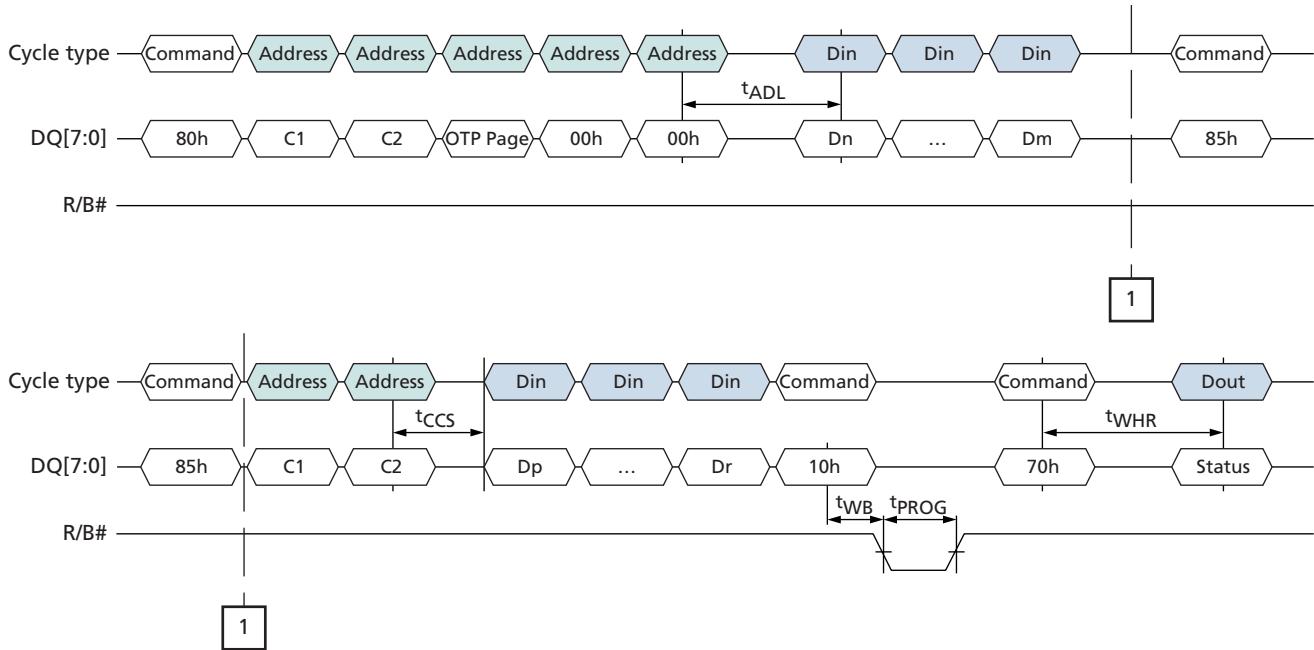 Cycle type Command Address Address Address Address Address Din Din Din Command
tADL
DQ[7:0] 80h C1 C2 OTP Page 00h 00h Dn … Dm 85h
R/B#
1
Cycle type Command Address Address Din Din Din Command Command Dout
tCCS tWHR
DQ[7:0] 85h C1 C2 Dp … Dr 10h 70h Status
tWB tPROG
R/B#
1